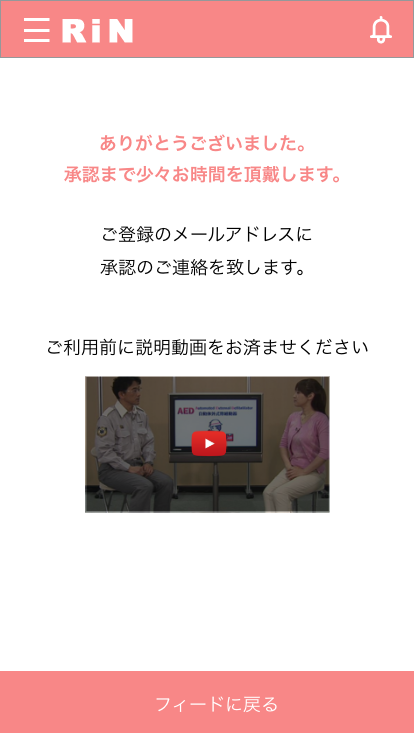 RiN
ありがとうございました。
承認まで少々お時間を頂戴します。
ご登録のメールアドレスに
承認のご連絡を致します。
ご利用前に説明動画をお済ませください
AED
フィードに戻る